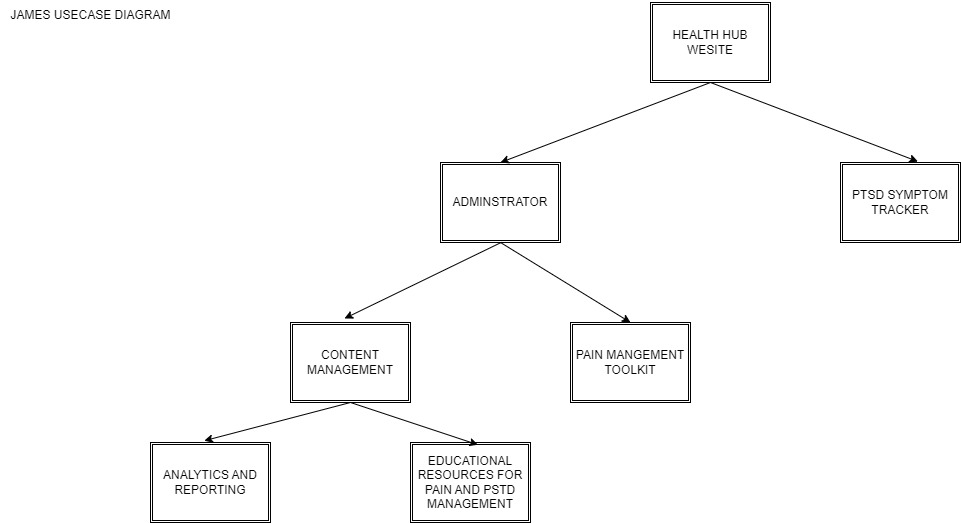 JAMES USECASE DIAGRAM
HEALTH HUB
WESITE
ADMINSTRATOR
PTSD SYMPTOM
TRACKER
CONTENT
MANAGEMENT
PAIN MANGEMENT
TOOLKIT
ANALYTICS AND
REPORTING
EDUCATIONAL
RESOURCES FOR
PAIN AND PSTD
MANAGEMENT